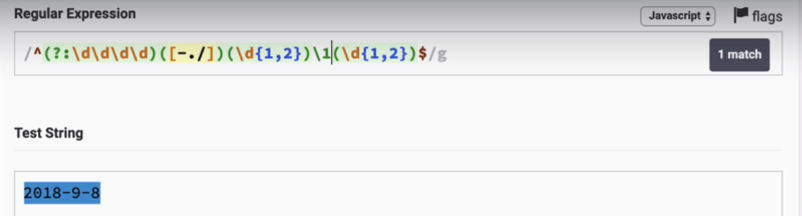 Regular Expression
Javascript flags
/^(?:\d\d\d\d)([-./])(\d{1,2})\1(\d{1,2})$/g
1 match
Test String
2018-9-8